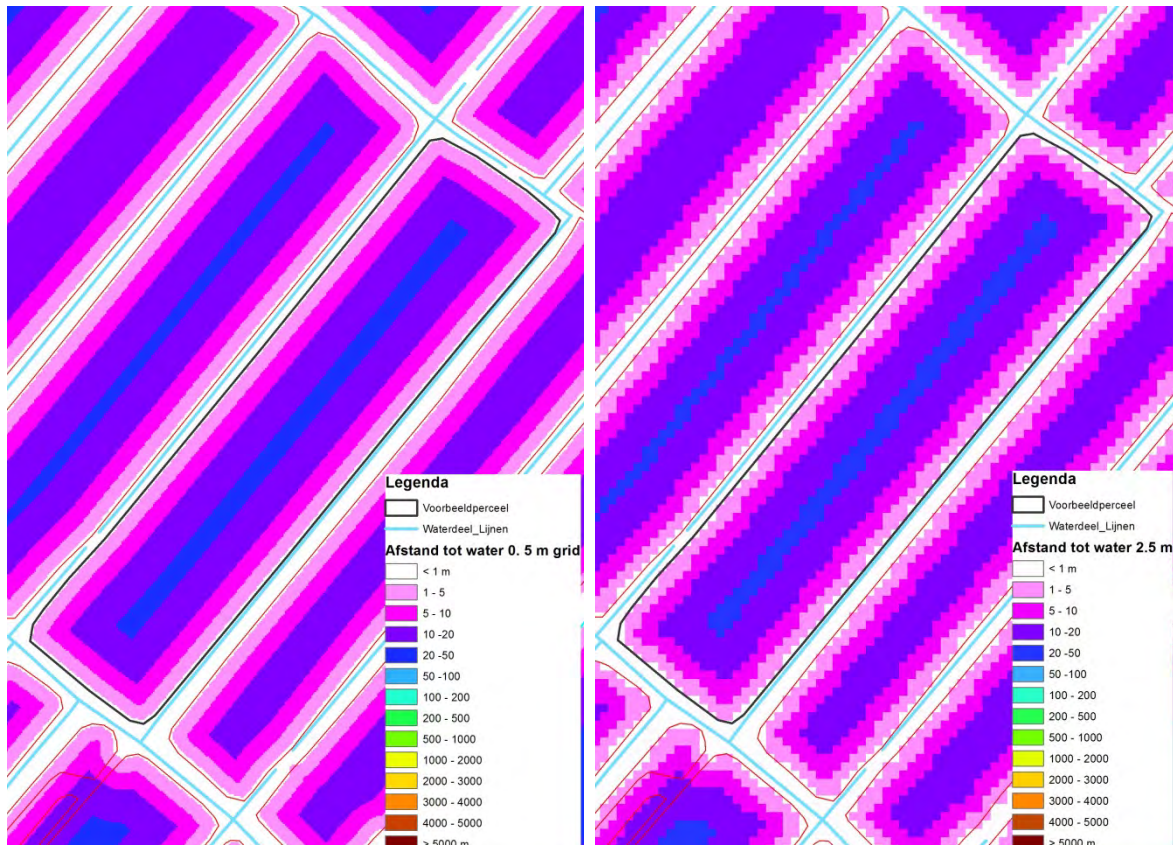 Legenda
Voorbeeldperceel
Waterdeel_Lijnen
Afstand tot water 0. 5 m grid
< 1 m
1 - 5
5 - 10
10 -20
20 -50
50 -100
100 - 200
200 - 500
500 - 1000
1000 - 2000
2000 - 3000
3000 - 4000
4000 - 5000
> 5000 m
Legenda
Voorbeeldperceel
Waterdeel_Lijnen
Afstand tot water 2.5 m
< 1 m
1 - 5
5 - 10
10 -20
20 -50
50 -100
100 - 200
200 - 500
500 - 1000
1000 - 2000
2000 - 3000
3000 - 4000
4000 - 5000
> 5000 m